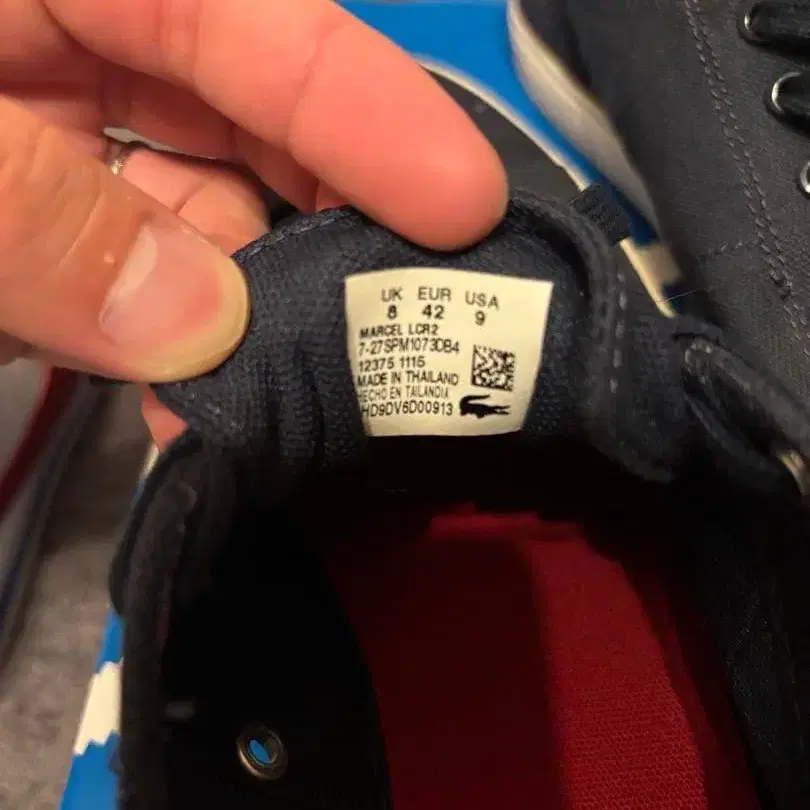 UK EUR USA
8 42 9
MARCEL LCR2
7-27SPM1073DB4
12375 1115
MADE IN THAILAND
HECHO EN TAILANDIA
HD9DV6D00913